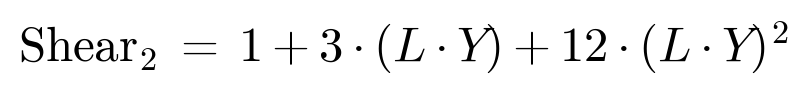 Shear₂ = 1 + 3 · (L · Y) + 12 · (L · Y)²